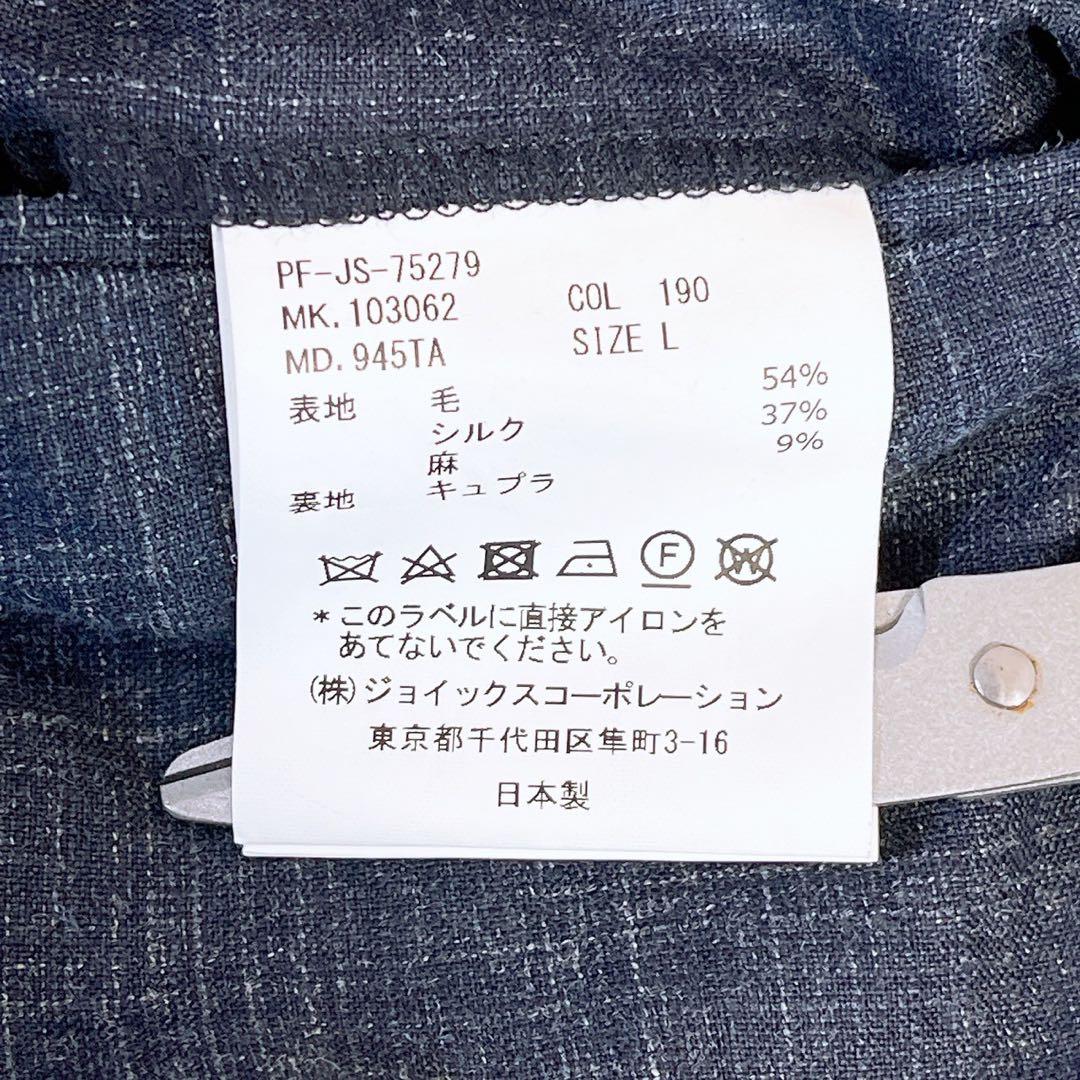 PF-JS-75279
MK.103062 COL 190
MD.945TA SIZE L
表地 毛 54%
シルク 37%
麻 9%
裏地 キュプラ
F W
*このラベルに直接アイロンを
あてないでください。
(株)ジョイックスコーポレーション
東京都千代田区隼町3-16
日本製